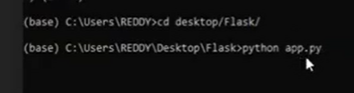 (base) C:\Users\REDDY>cd desktop/Flask/
(base) C:\Users\REDDY\Desktop\Flask>python app.py